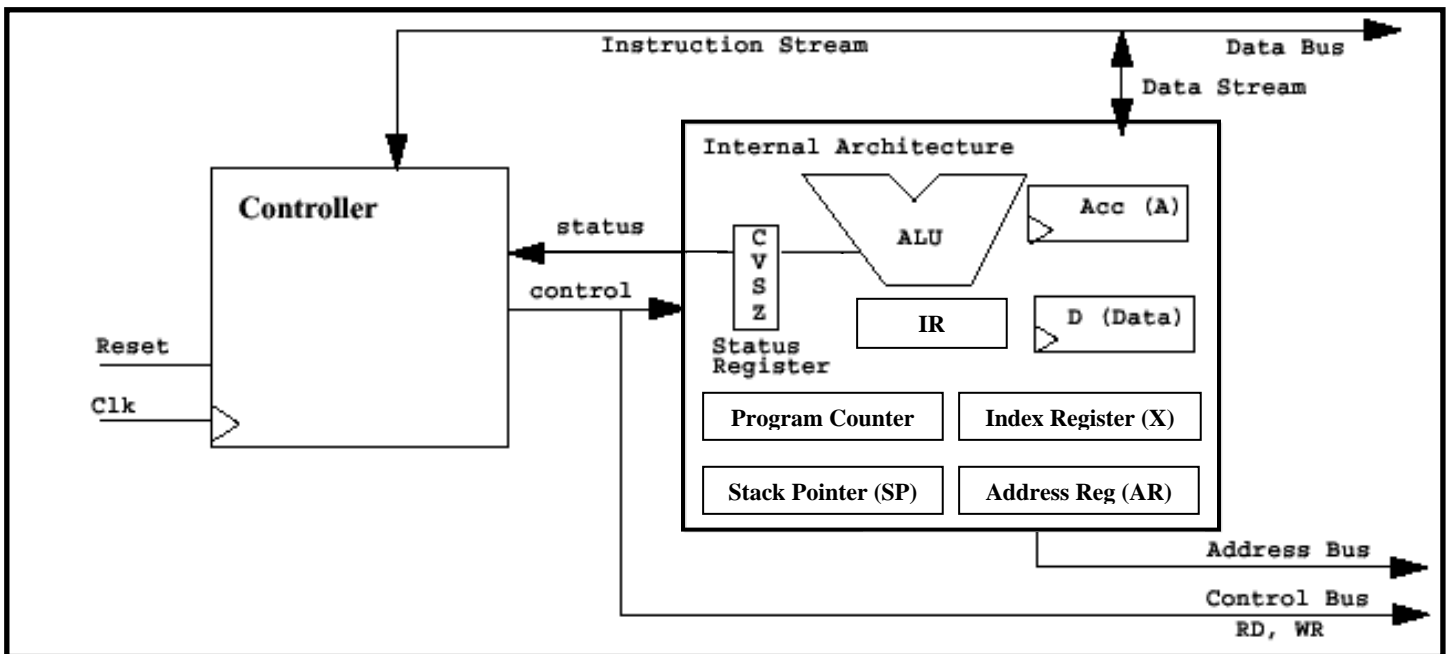 Instruction Stream
Data Bus
Data Stream
Internal Architecture
Controller
status
control
Reset
Clk
C
V
S
Z
Status
Register
ALU
Acc (A)
IR
D (Data)
Program Counter
Index Register (X)
Stack Pointer (SP)
Address Reg (AR)
Address Bus
Control Bus
RD, WR